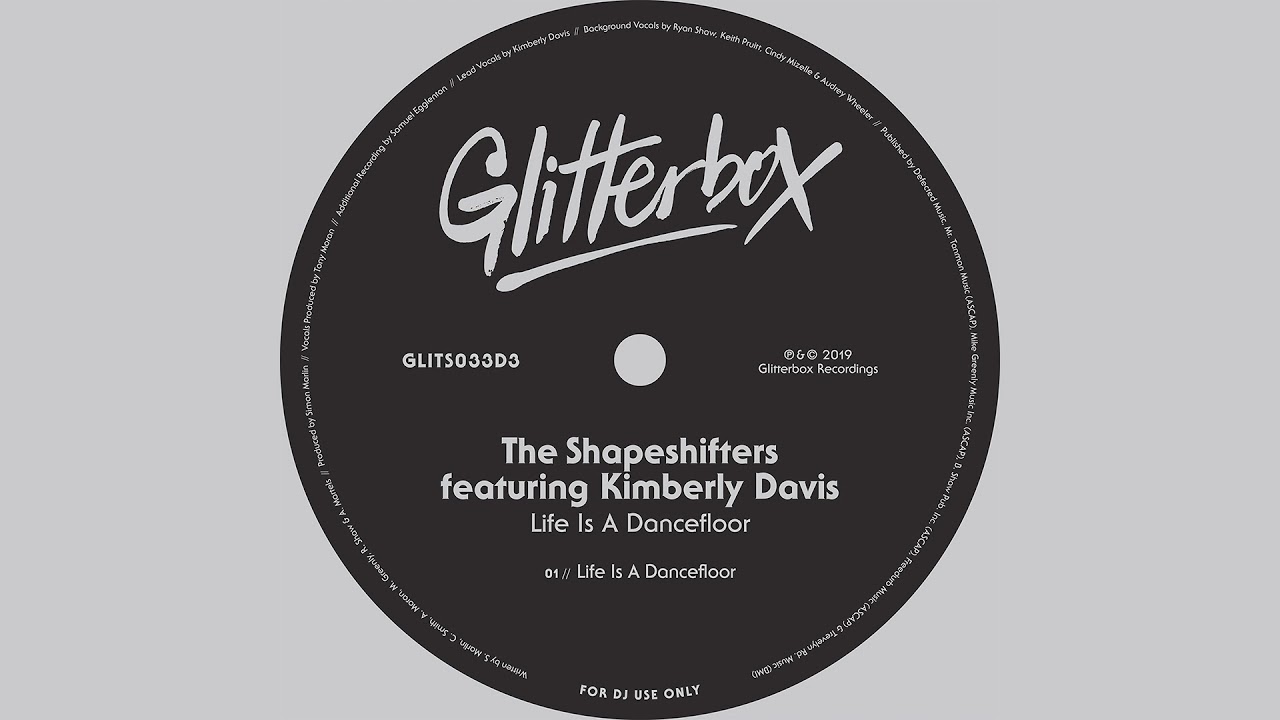 Glitterbox
GLITS033D3
℗ & © 2019
Glitterbox Recordings
The Shapeshifters
featuring Kimberly Davis
Life Is A Dancefloor
01 // Life Is A Dancefloor
Written by S. Marlin, C. Smith, A. Moran, M. Greenly, R. Shaw & A. Morrels // Produced by Simon Marlin // Vocals Produced by Tony Moran // Additional Recording by Samuel Egglenton // Lead Vocals by Kimberly Davis // Background Vocals by Ryan Shaw, Keith Pruitt, Cindy Mizelle & Audrey Wheeler // Published by Defected Music, Mr. Tanman Music (ASCAP), Mike Greenly Music Inc. (ASCAP), B. Shaw Pub. Inc. (ASCAP), Freedurb Music (ASCAP) & Trevelyn Rd. Music (DMI)
FOR DJ USE ONLY